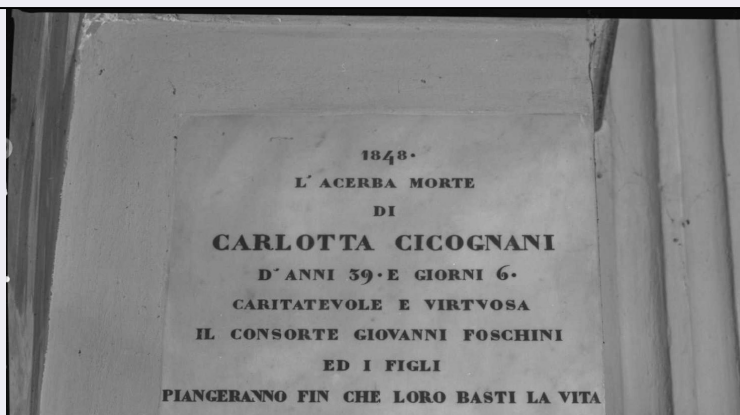 1848.
L' ACERBA MORTE
DI
CARLOTTA CICOGNANI
D' ANNI 39. E GIORNI 6.
CARITATEVOLE E VIRTVOSA
IL CONSORTE GIOVANNI FOSCHINI
ED I FIGLI
PIANGERANNO FIN CHE LORO BASTI LA VITA